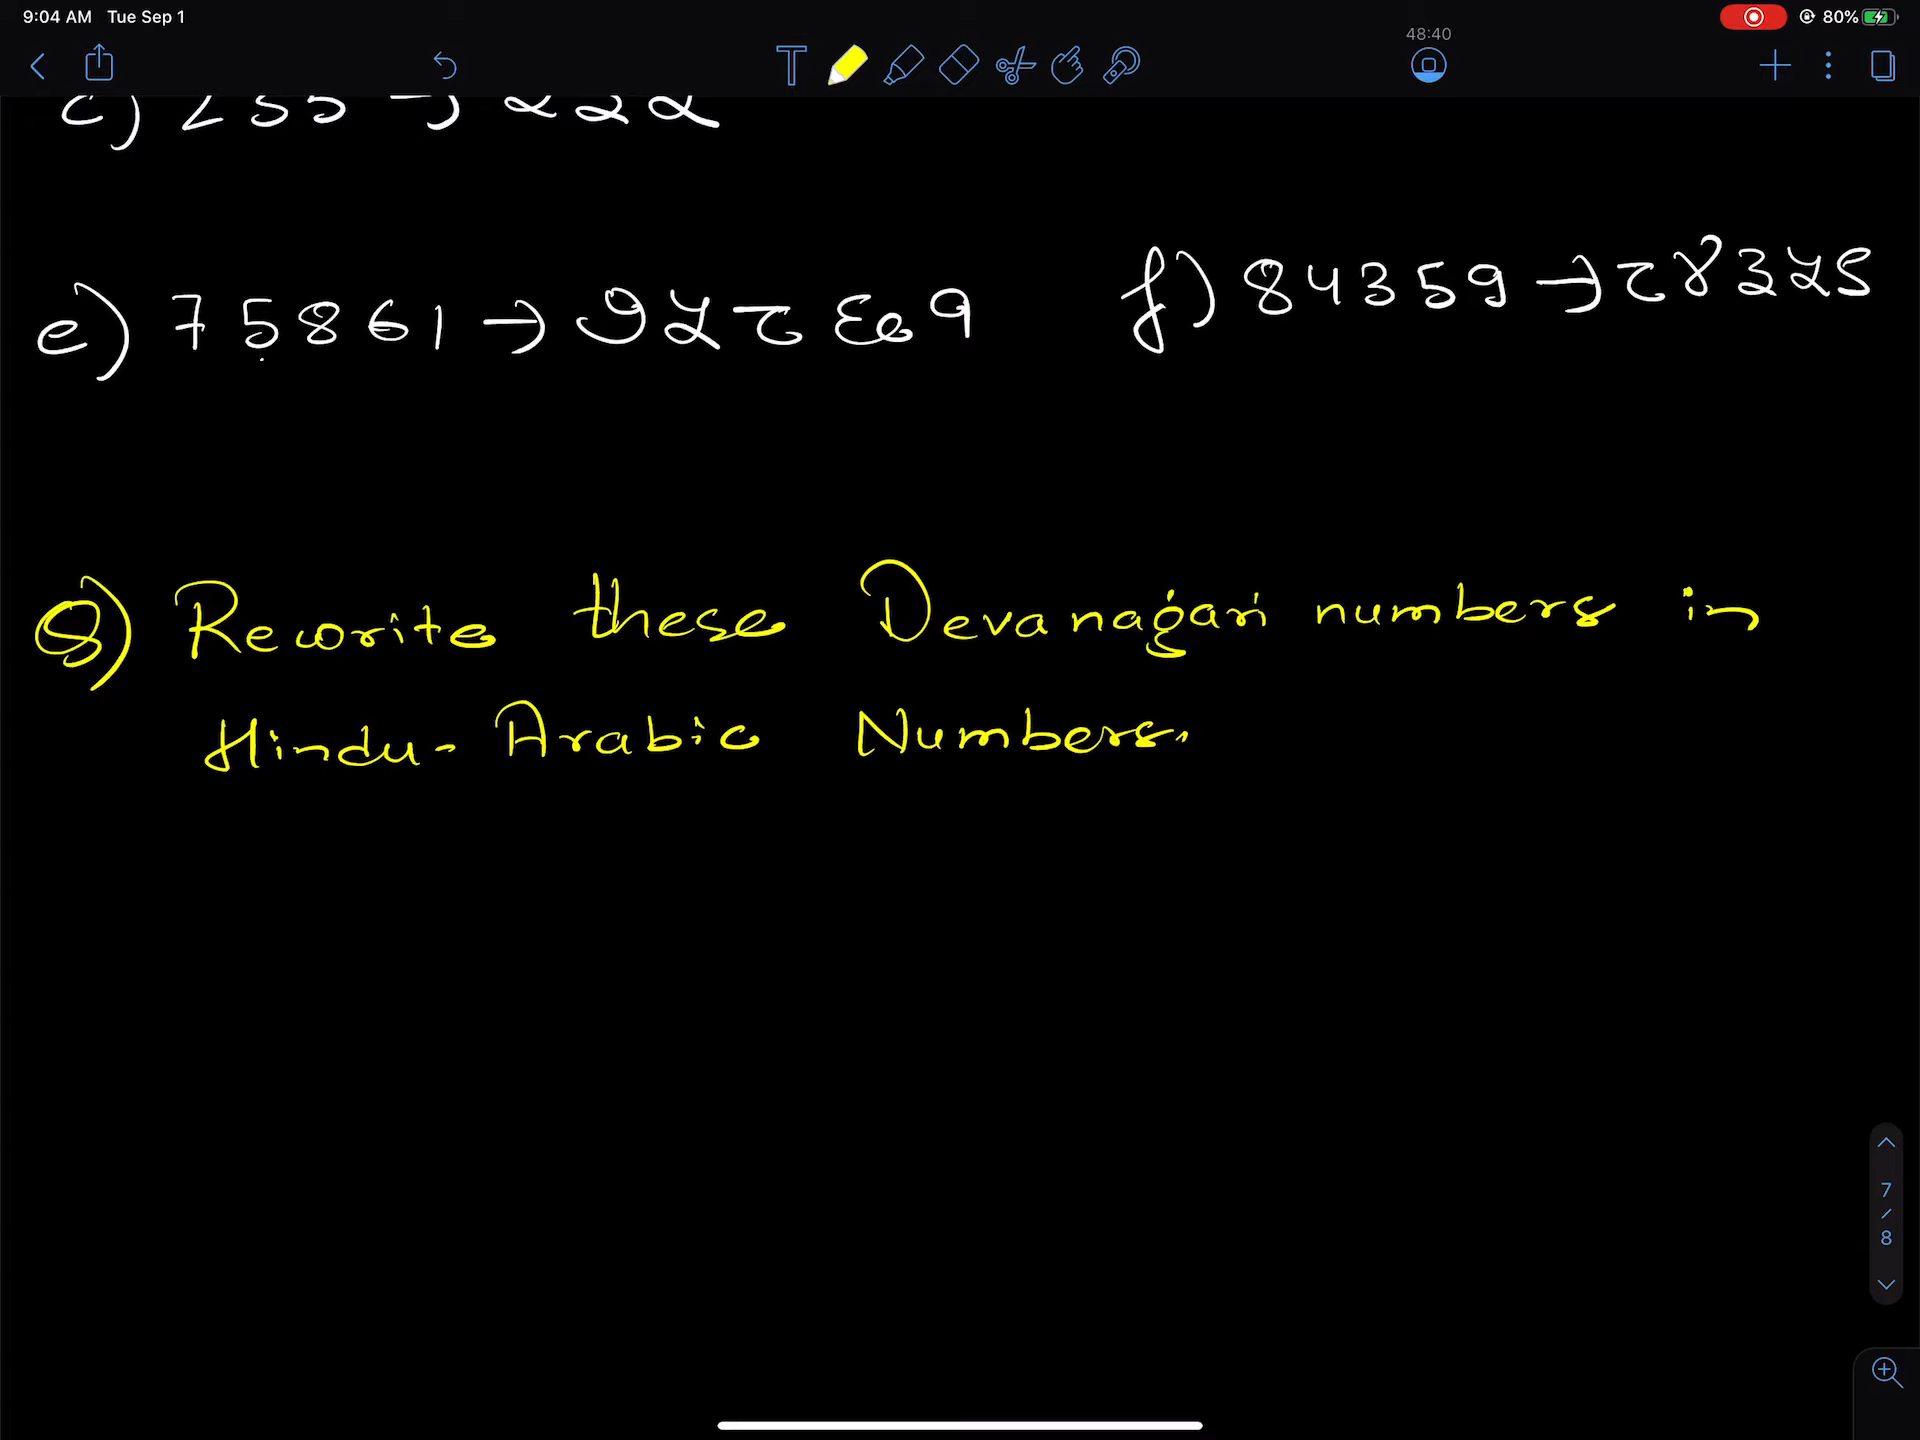 9:04 AM Tue Sep 1
80%
48:40
e) 75861 → ७५८६१
f) 84359 → ८४३५९
Q) Rewrite these Devanagari numbers in
Hindu-Arabic Numbers.
7
/
8